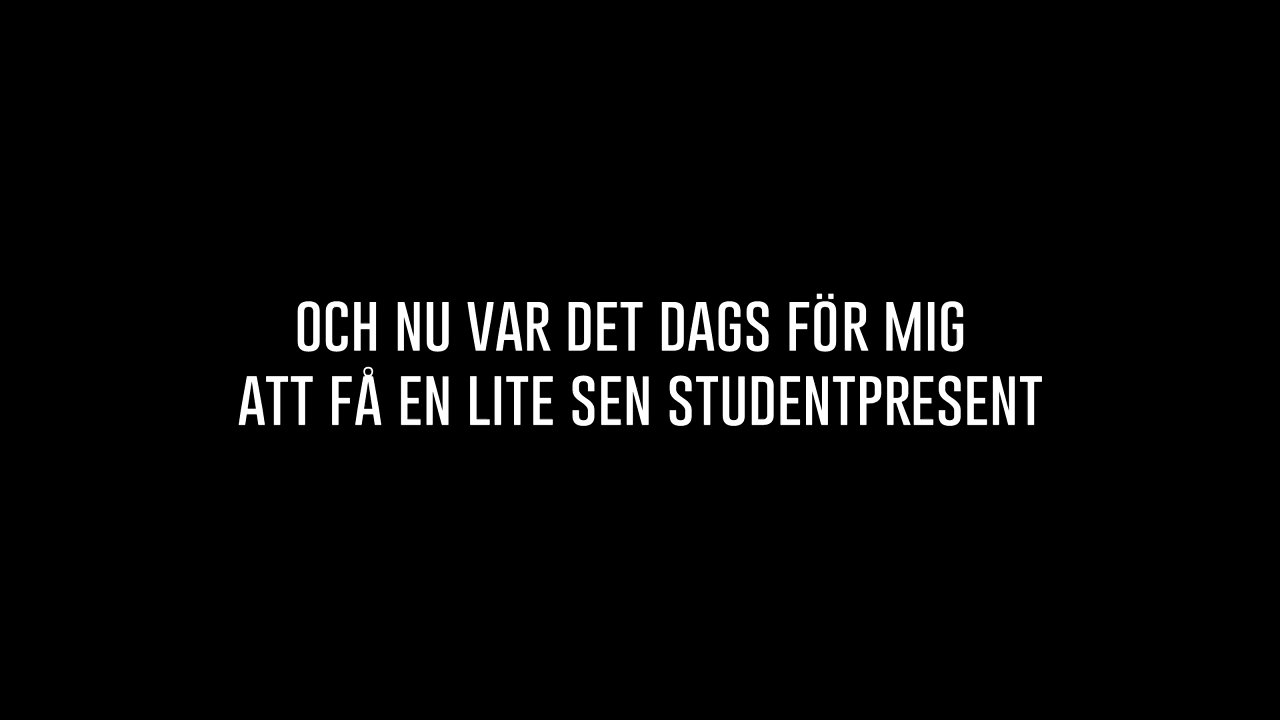 OCH NU VAR DET DAGS FÖR MIG
ATT FÅ EN LITE SEN STUDENTPRESENT